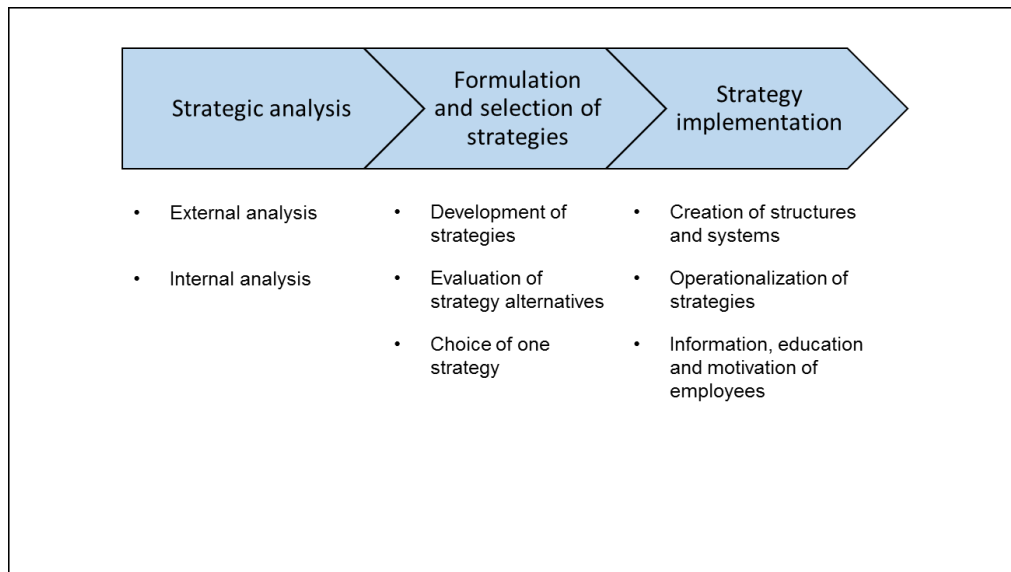 Strategic analysis
Formulation
and selection of
strategies
Strategy
implementation
• External analysis
• Internal analysis
• Development of
strategies
• Evaluation of
strategy alternatives
• Choice of one
strategy
• Creation of structures
and systems
• Operationalization of
strategies
• Information, education
and motivation of
employees